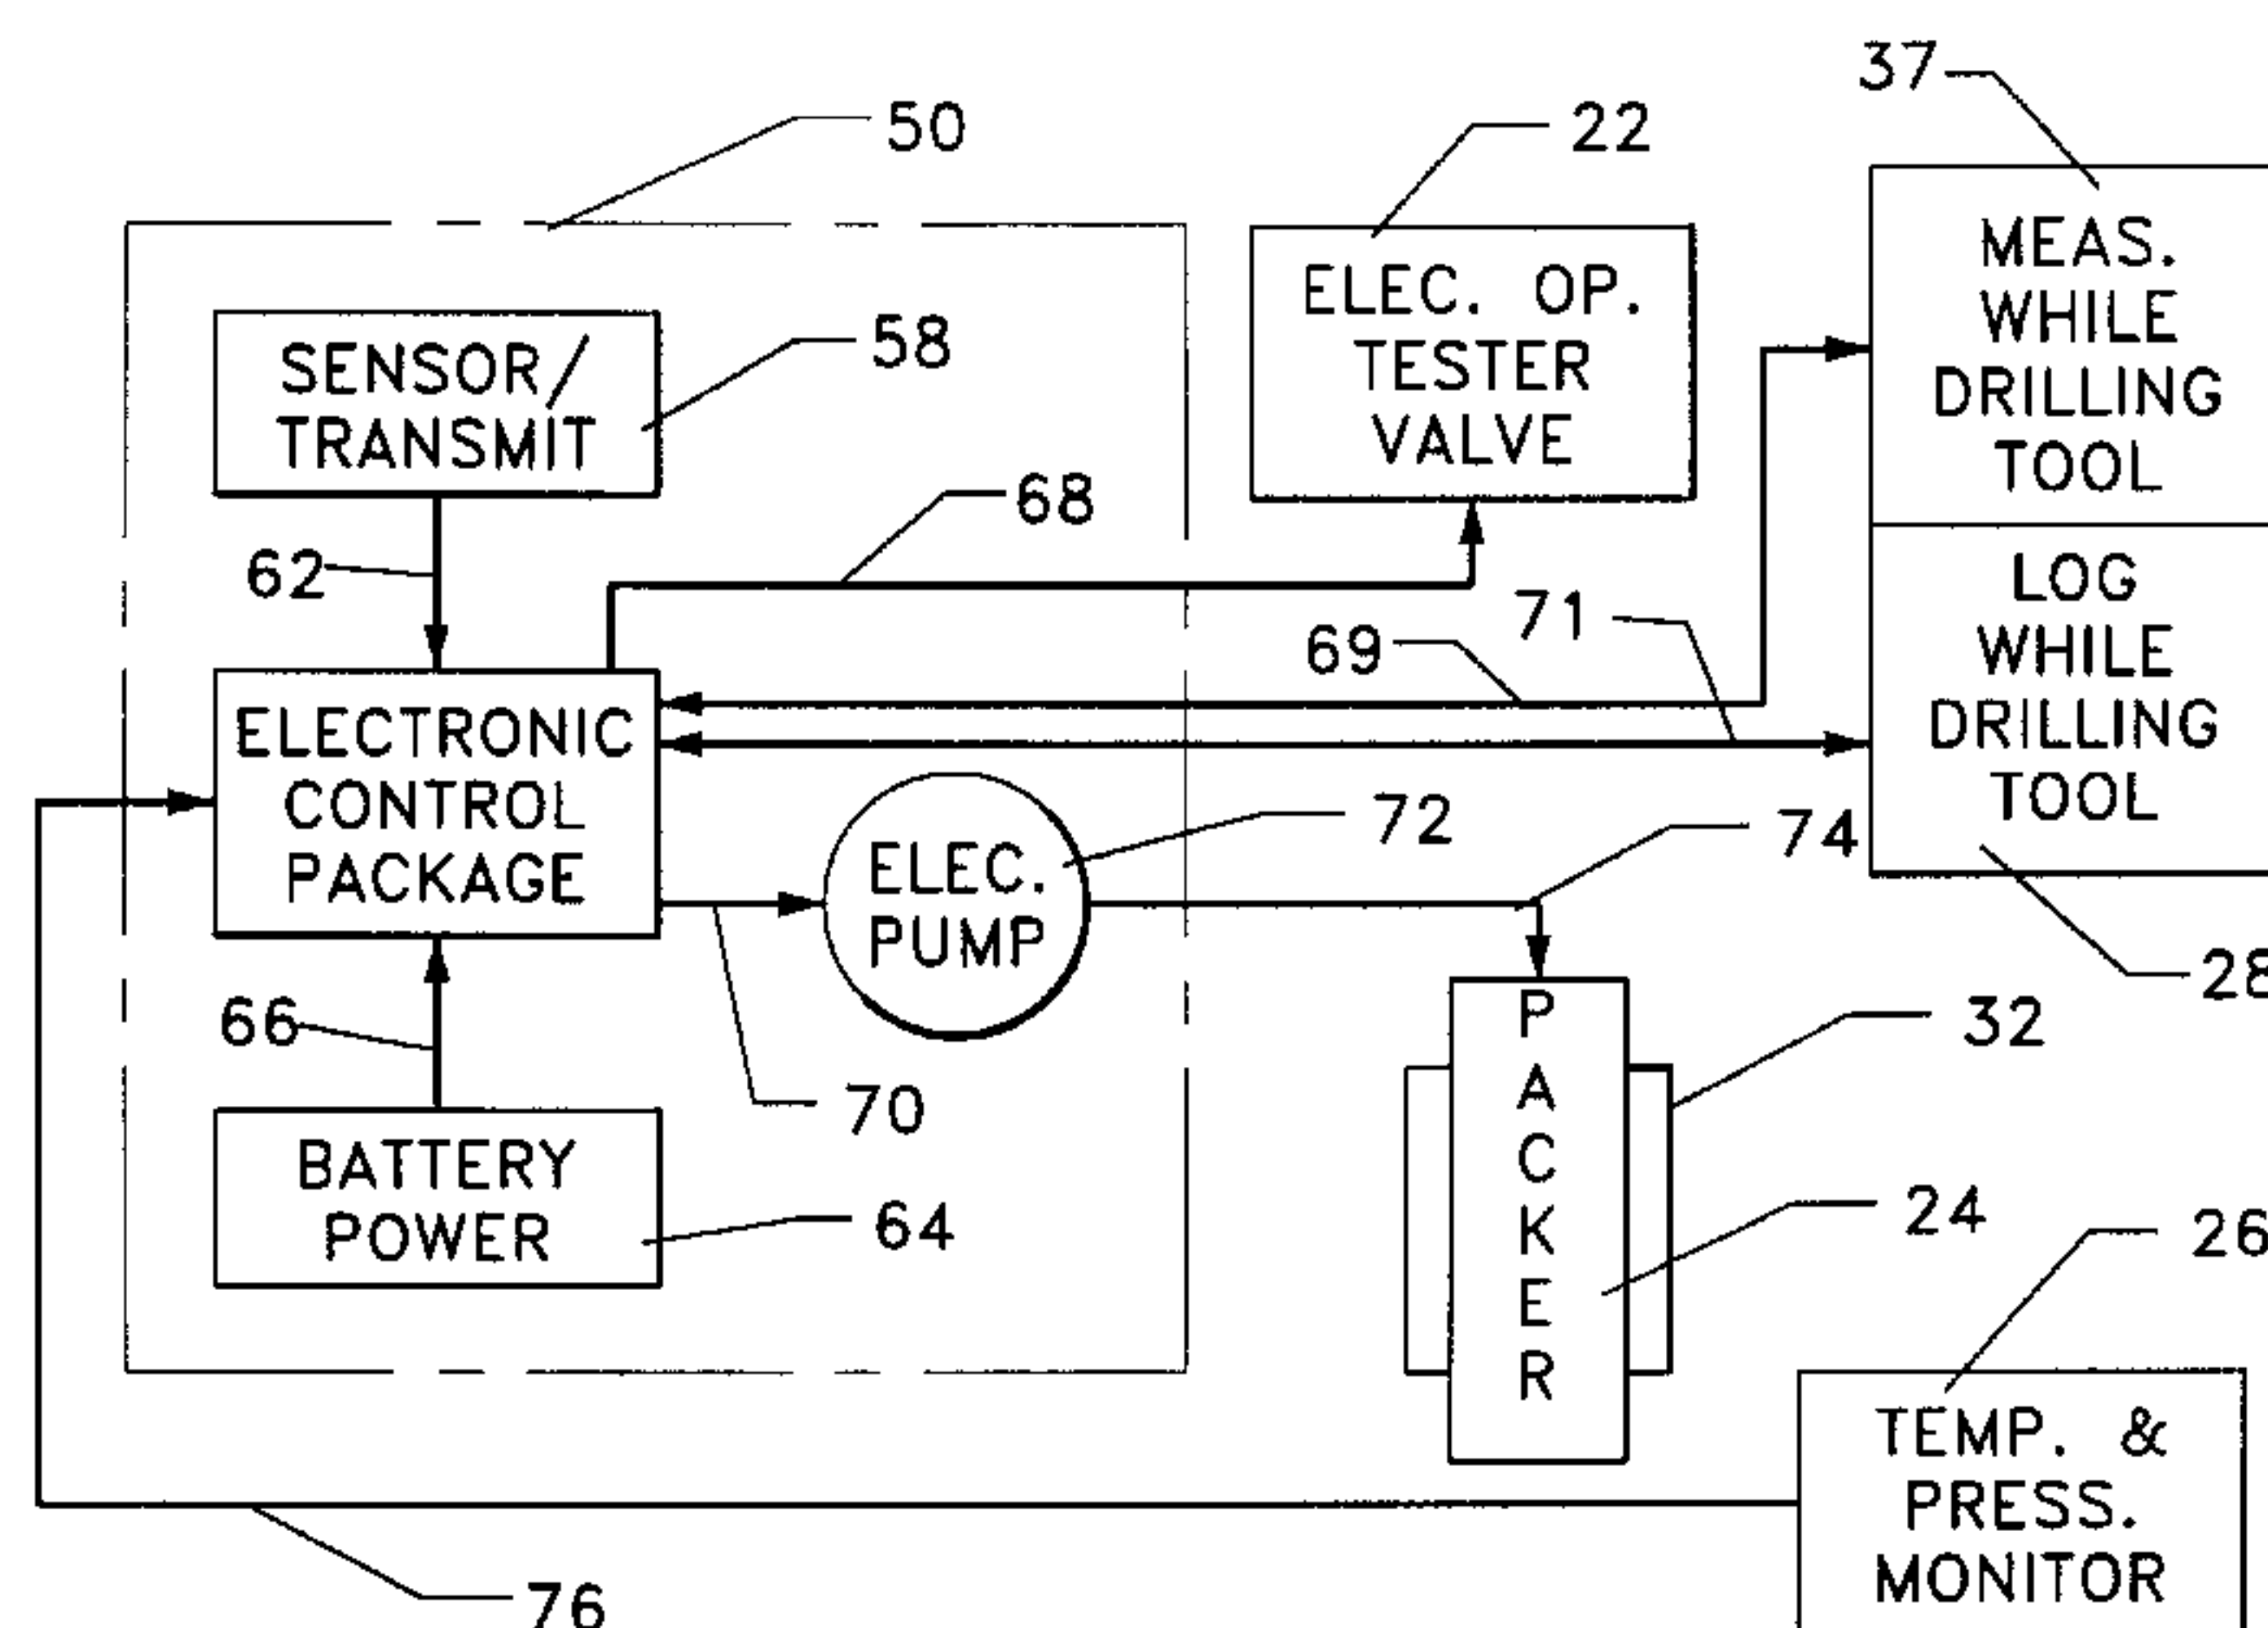 37
50
22
MEAS.
WHILE
DRILLING
TOOL
ELEC. OP.
TESTER
VALVE
SENSOR/
TRANSMIT
58
68
62
LOG
WHILE
DRILLING
TOOL
71
69
ELECTRONIC
CONTROL
PACKAGE
72
74
ELEC.
PUMP
28
66
32
PACKER
70
BATTERY
POWER
64
24
26
TEMP. &
PRESS.
MONITOR
76